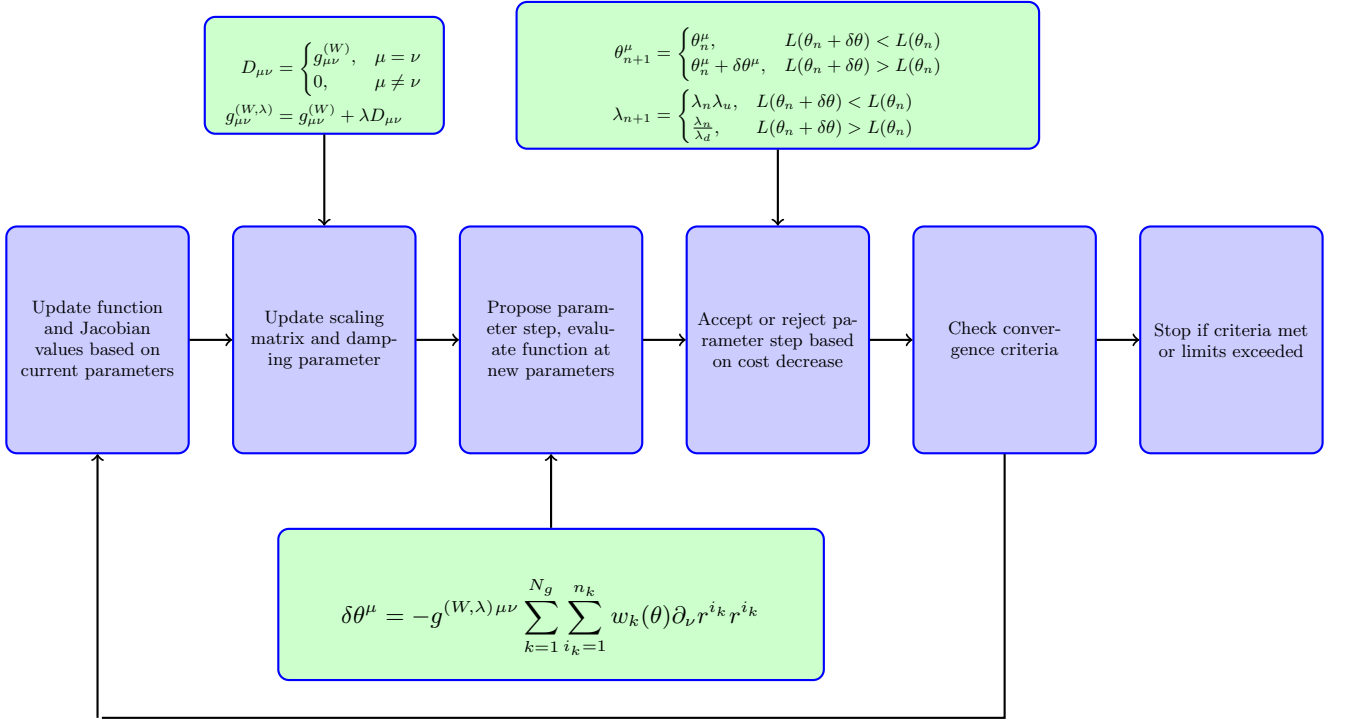 D_{μν} = { g^{(W)}_{μν}, μ = ν
0, μ ≠ ν
g^{(W,λ)}_{μν} = g^{(W)}_{μν} + λD_{μν}
θ^μ_{n+1} = { θ^μ_n, L(θ_n + δθ) < L(θ_n)
θ^μ_n + δθ^μ, L(θ_n + δθ) > L(θ_n)
λ_{n+1} = { λ_nλ_u, L(θ_n + δθ) < L(θ_n)
\frac{λ_n}{λ_d}, L(θ_n + δθ) > L(θ_n)
Update function
and Jacobian
values based on
current parameters
Update scaling
matrix and damp-
ing parameter
Propose param-
eter step, evalu-
ate function at
new parameters
Accept or reject pa-
rameter step based
on cost decrease
Check conver-
gence criteria
Stop if criteria met
or limits exceeded
δθ^μ = −g^{(W,λ) μν} \sum_{k=1}^{N_g} \sum_{i_k=1}^{n_k} w_k(θ)∂_ν r^{i_k} r^{i_k}